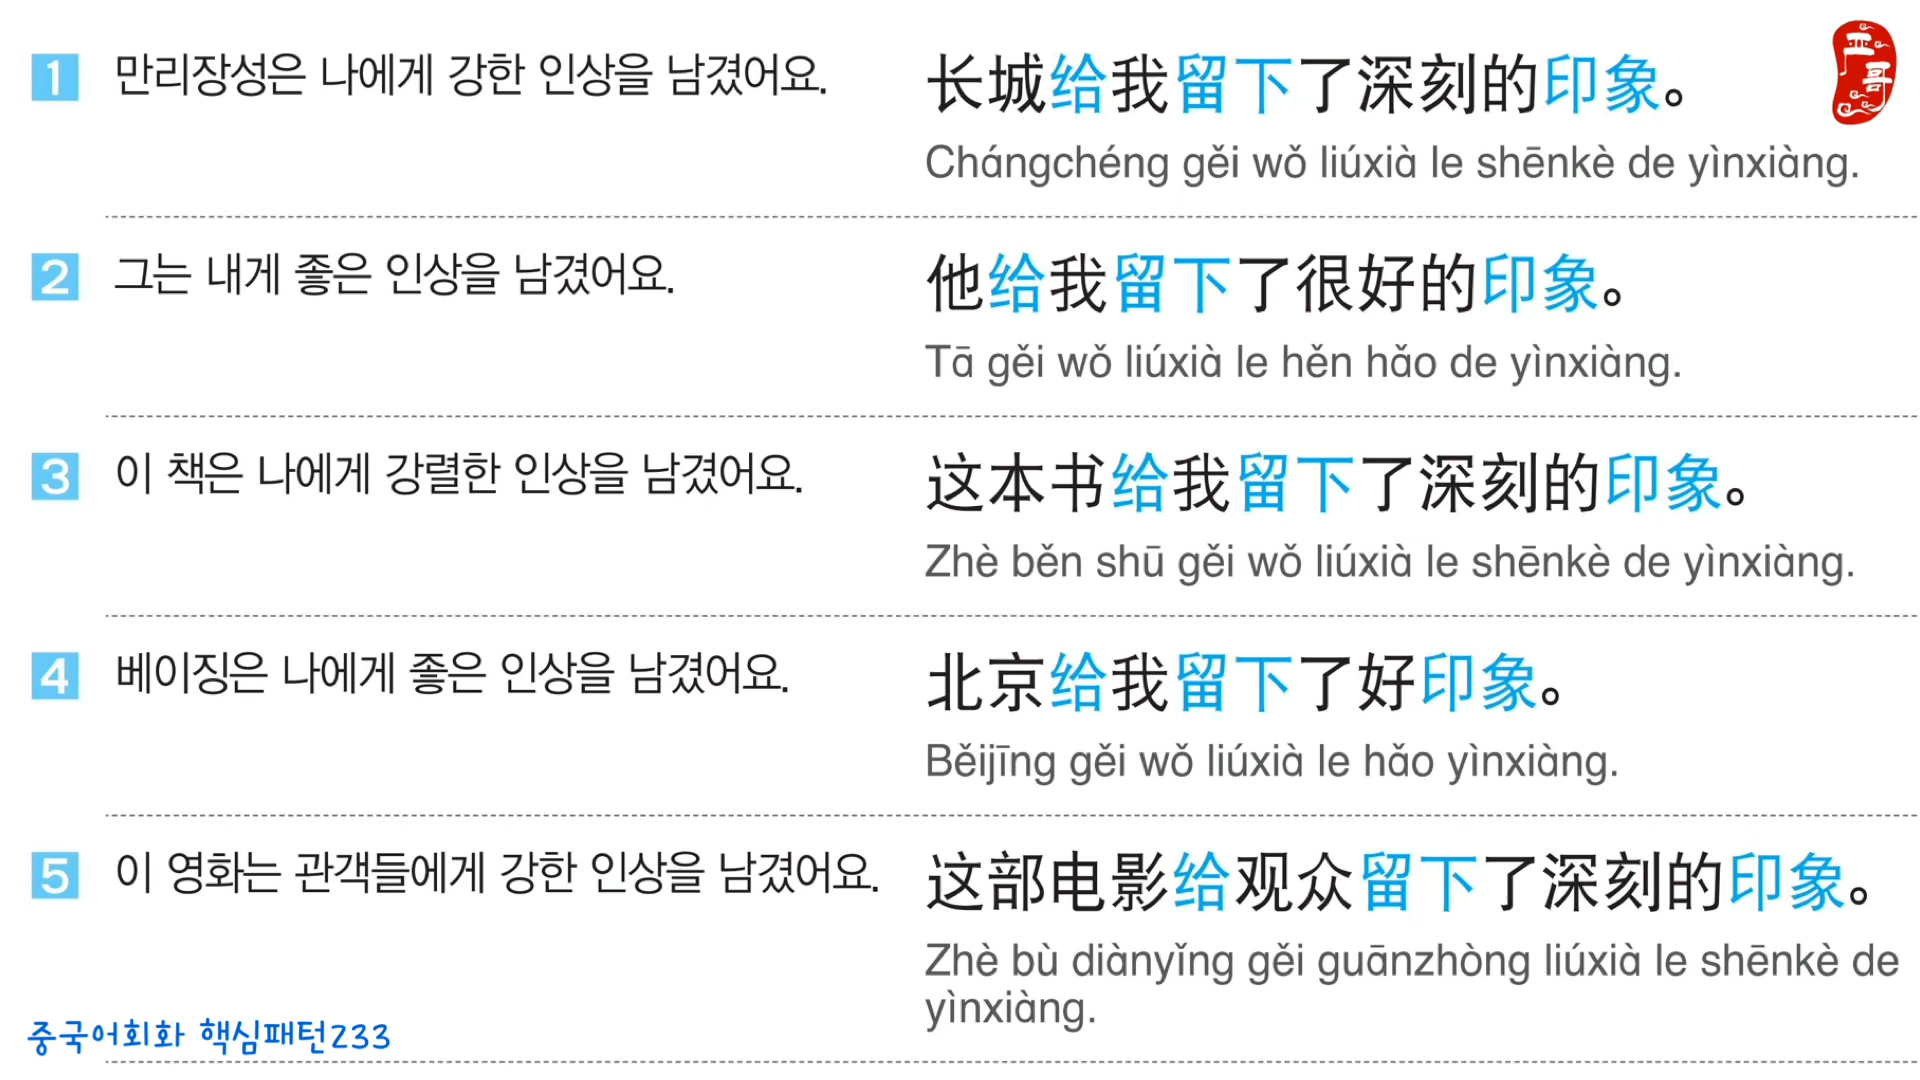 1 만리장성은 나에게 강한 인상을 남겼어요.
长城给我留下了深刻的印象。
Chángchéng gěi wǒ liúxià le shēnkè de yìnxiàng.
2 그는 내게 좋은 인상을 남겼어요.
他给我留下了很好的印象。
Tā gěi wǒ liúxià le hěn hǎo de yìnxiàng.
3 이 책은 나에게 강렬한 인상을 남겼어요.
这本书给我留下了深刻的印象。
Zhè běn shū gěi wǒ liúxià le shēnkè de yìnxiàng.
4 베이징은 나에게 좋은 인상을 남겼어요.
北京给我留下了好印象。
Běijīng gěi wǒ liúxià le hǎo yìnxiàng.
5 이 영화는 관객들에게 강한 인상을 남겼어요.
这部电影给观众留下了深刻的印象。
Zhè bù diànyǐng gěi guānzhòng liúxià le shēnkè de
yìnxiàng.
중국어회화 핵심패턴233
严哥